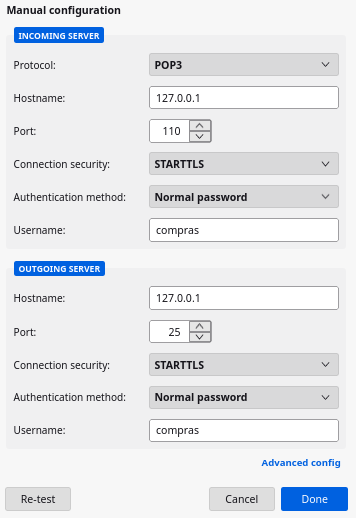 Manual configuration
INCOMING SERVER
Protocol: POP3
Hostname: 127.0.0.1
Port: 110
Connection security: STARTTLS
Authentication method: Normal password
Username: compras
OUTGOING SERVER
Hostname: 127.0.0.1
Port: 25
Connection security: STARTTLS
Authentication method: Normal password
Username: compras
Advanced config
Re-test Cancel Done